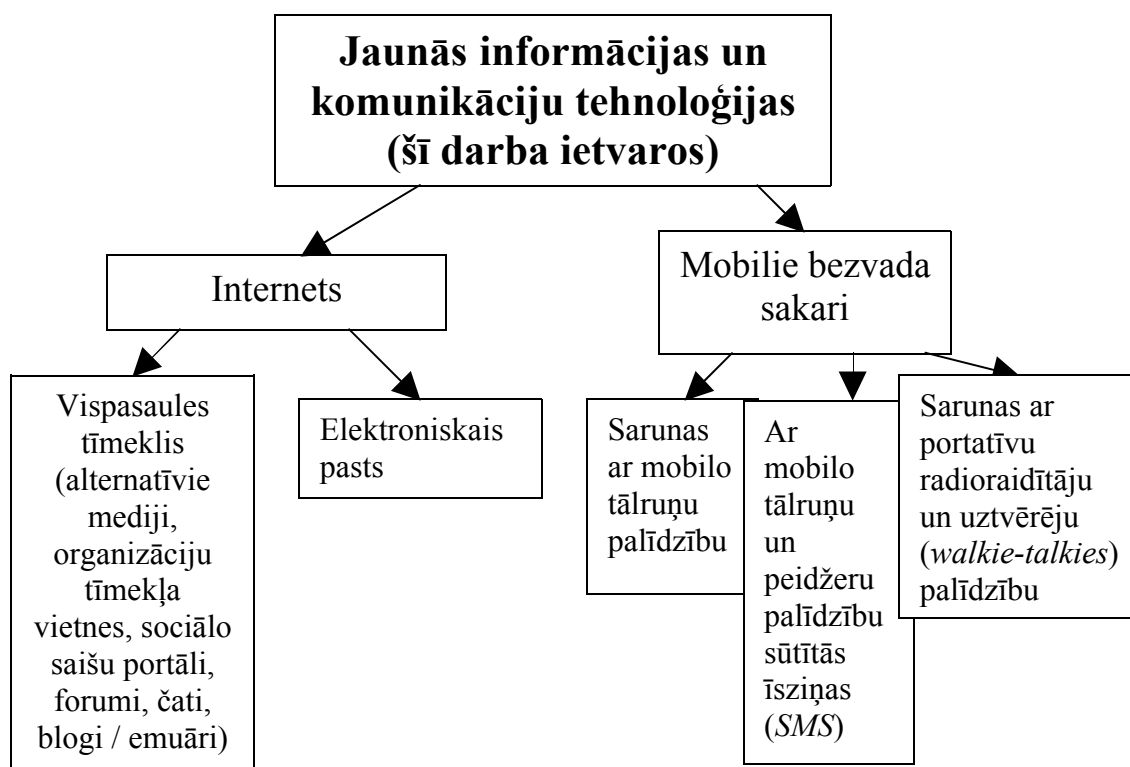 Jaunās informācijas un
komunikāciju tehnoloģijas
(šī darba ietvaros)
Internets
Mobilie bezvada
sakari
Vispasaules
tīmeklis
(alternatīvie
mediji,
organizāciju
tīmekļa
vietnes, sociālo
saišu portāli,
forumi, čati,
blogi / emuāri)
Elektroniskais
pasts
Sarunas
ar mobilo
tālruņu
palīdzību
Ar
mobilo
tālruņu
un
peidžeru
palīdzību
sūtītās
īsziņas
(SMS)
Sarunas ar
portatīvu
radioraidītāju
un uztvērēju
(walkie-talkies)
palīdzību